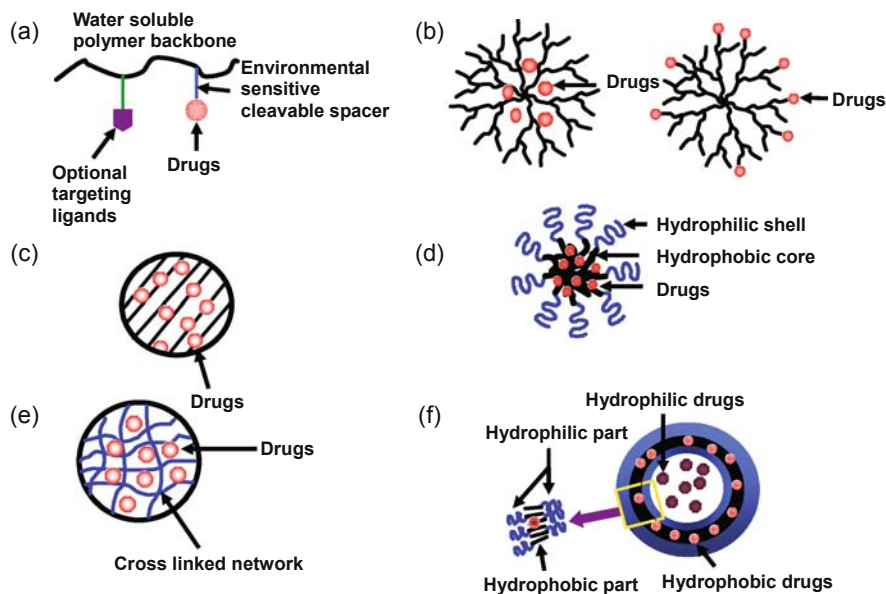 (a)
Water soluble
polymer backbone
Environmental
sensitive
cleavable spacer
Drugs
Optional
targeting
ligands
(b)
Drugs
Drugs
(c)
Drugs
(d)
Hydrophilic shell
Hydrophobic core
Drugs
(e)
Drugs
Cross linked network
(f)
Hydrophilic drugs
Hydrophilic part
Hydrophobic part
Hydrophobic drugs